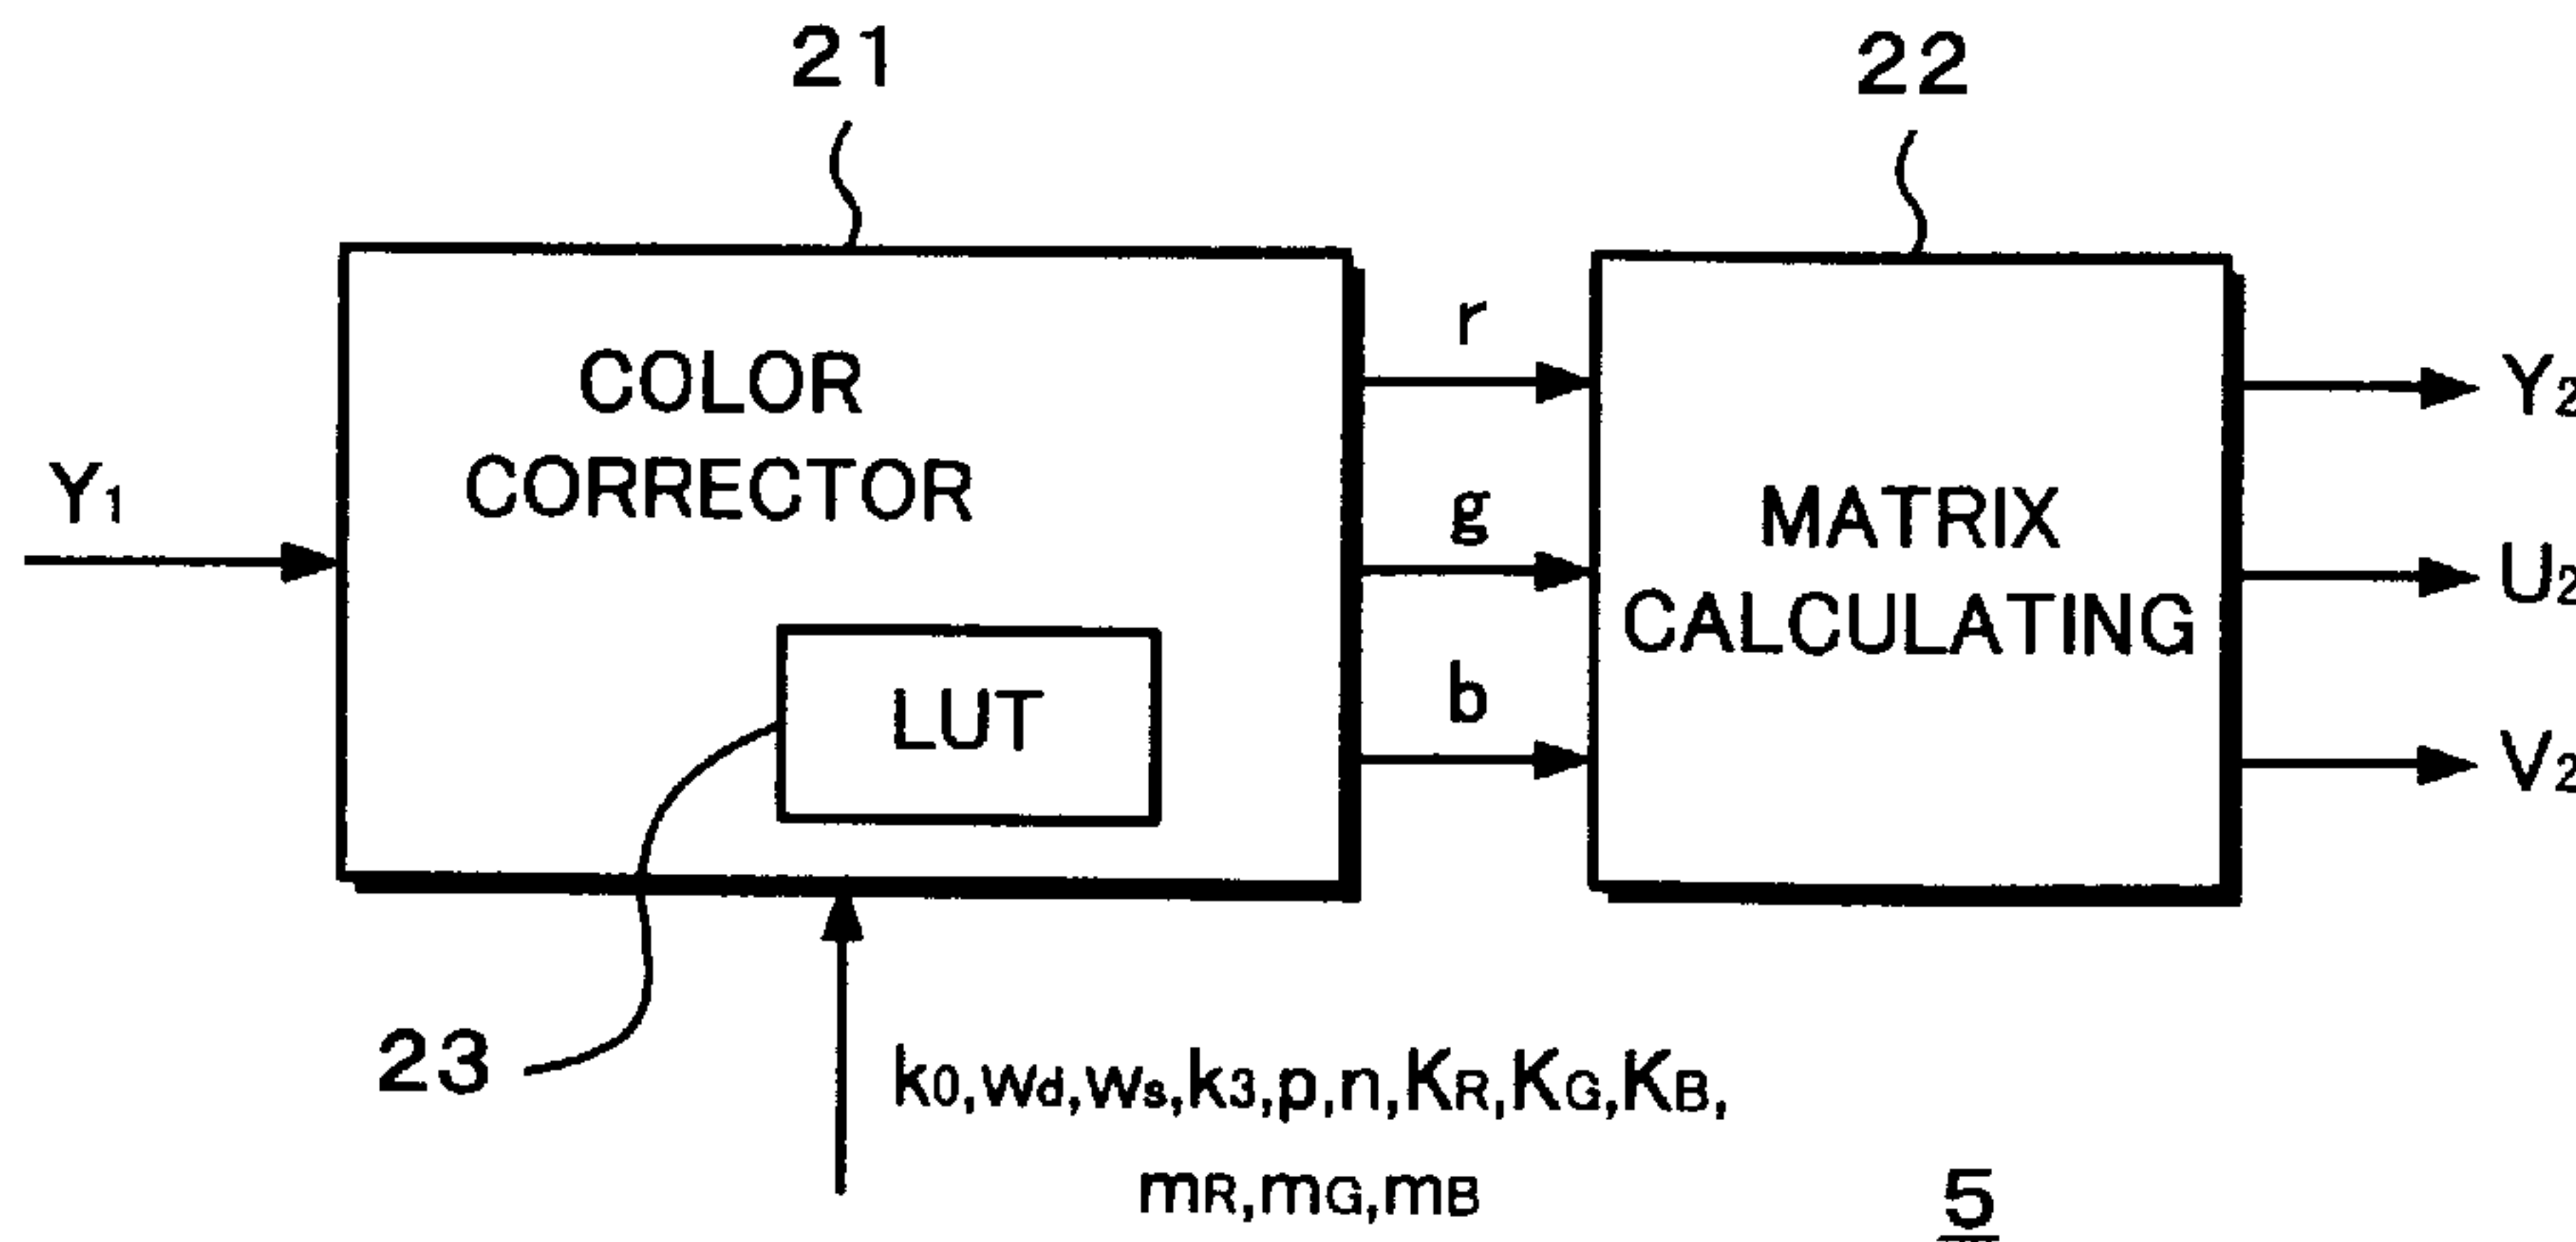 21
22
COLOR
CORRECTOR
Y1
r
g
b
MATRIX
CALCULATING
Y2
U2
V2
LUT
23
k0,Wd,Ws,k3,p,n,KR,KG,KB,
mR,mG,mB
5